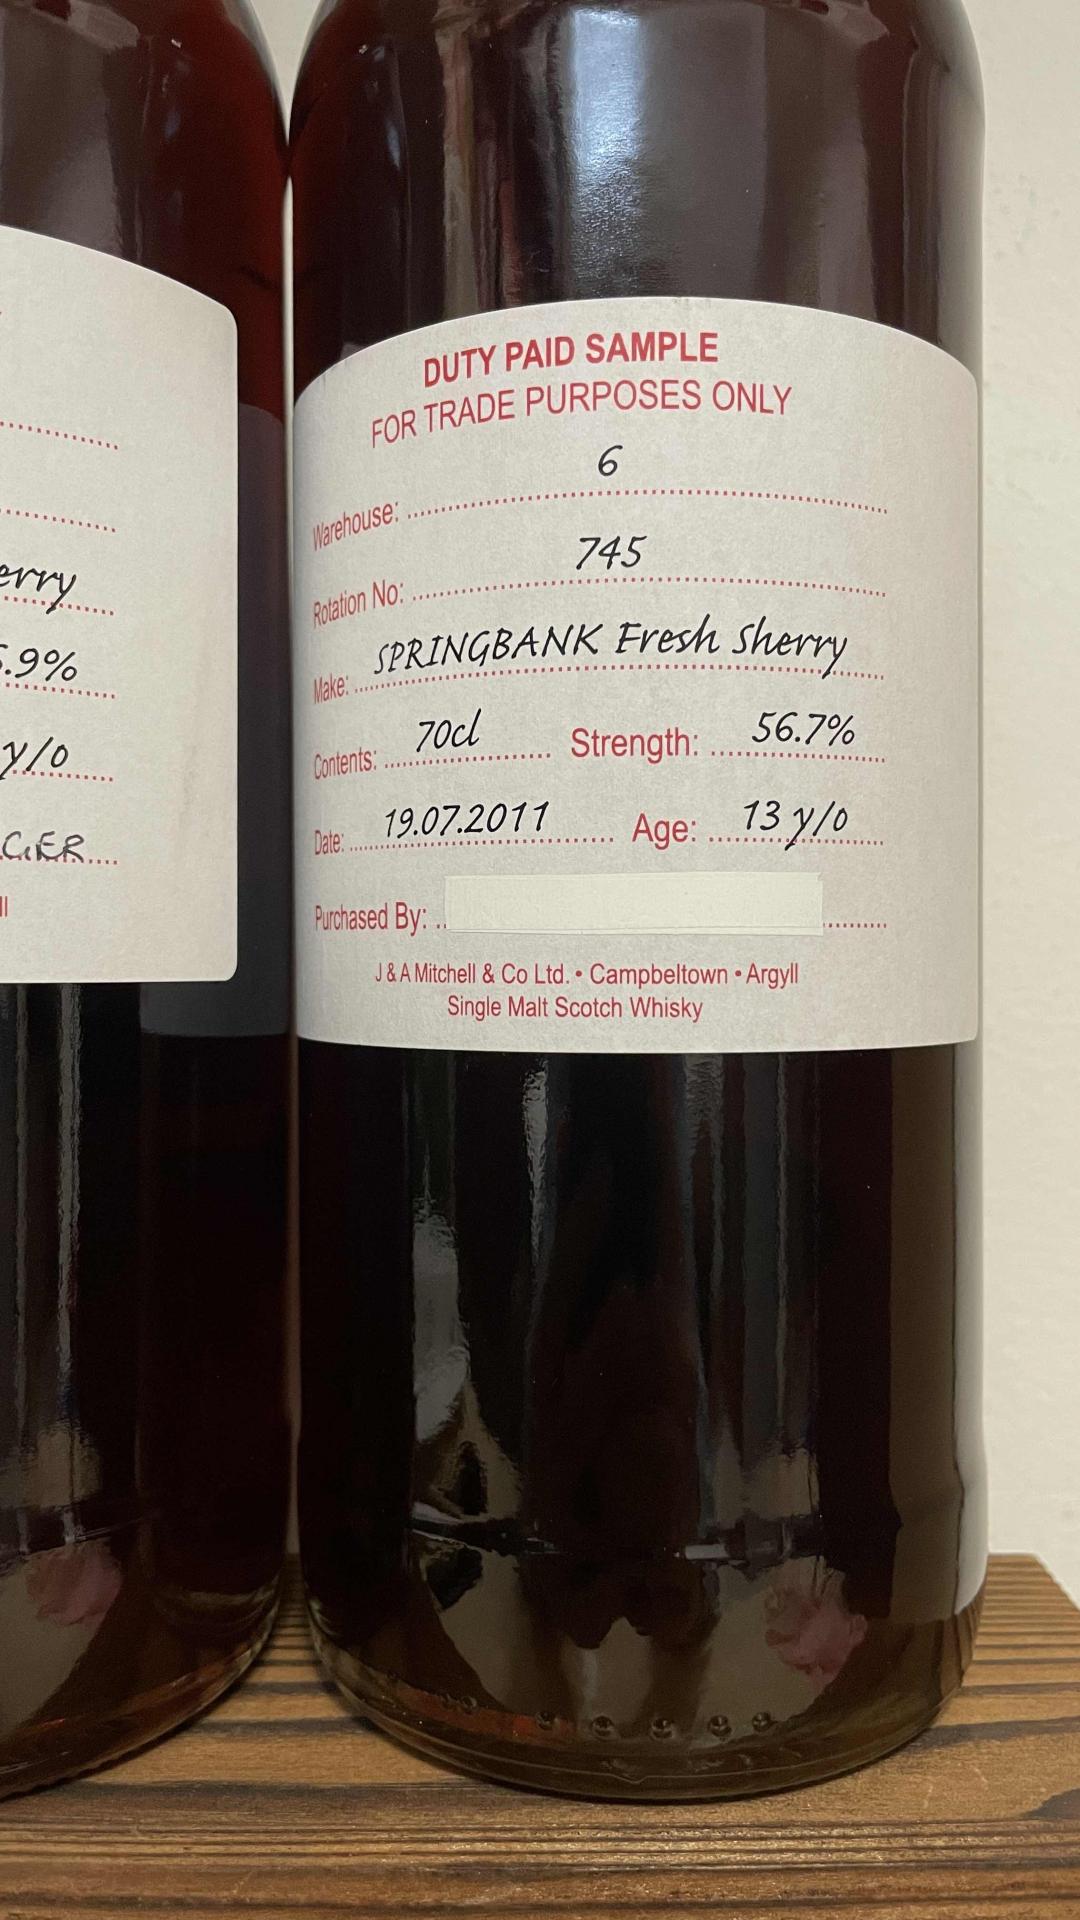 erry
.9%
y/o
GER
ll
DUTY PAID SAMPLE
FOR TRADE PURPOSES ONLY
Warehouse: 6
Rotation No: 745
Make: SPRINGBANK Fresh Sherry
Contents: 70cl Strength: 56.7%
Date: 19.07.2011 Age: 13 y/o
Purchased By:
J & A Mitchell & Co Ltd. • Campbeltown • Argyll
Single Malt Scotch Whisky